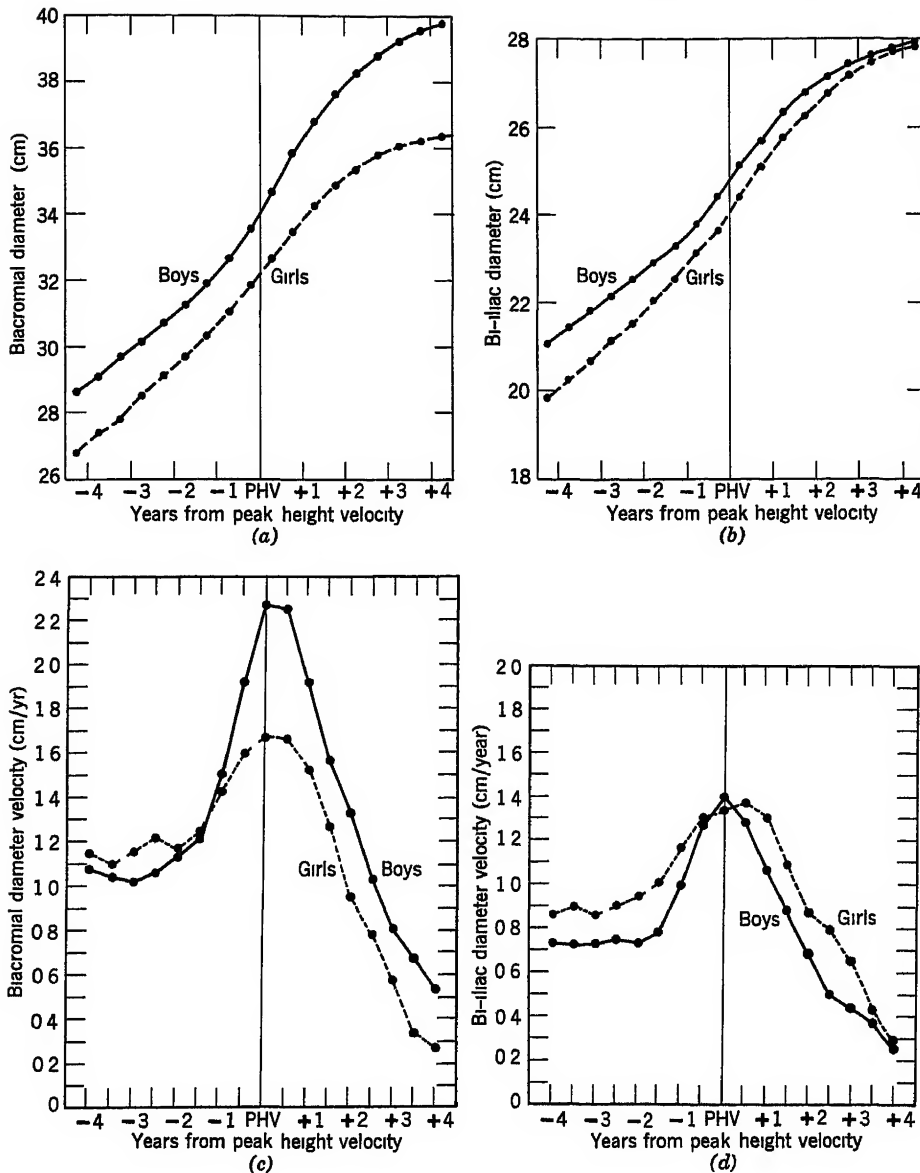 40
38
36
34
32
30
28
26
Biacromial diameter (cm)
Boys
Girls
-4 -3 -2 -1 PHV +1 +2 +3 +4
Years from peak height velocity
(a)
28
26
24
22
20
18
Bi-iliac diameter (cm)
Boys
Girls
-4 -3 -2 -1 PHV +1 +2 +3 +4
Years from peak height velocity
(b)
2 4
2 2
2 0
1 8
1 6
1 4
1 2
1 0
0 8
0 6
0 4
0 2
0
Biacromial diameter velocity (cm/yr)
Girls
Boys
-4 -3 -2 -1 PHV +1 +2 +3 +4
Years from peak height velocity
(c)
2 0
1 8
1 6
1 4
1 2
1 0
0 8
0 6
0 4
0 2
0
Bi-iliac diameter velocity (cm/year)
Boys
Girls
-4 -3 -2 -1 PHV +1 +2 +3 +4
Years from peak height velocity
(d)